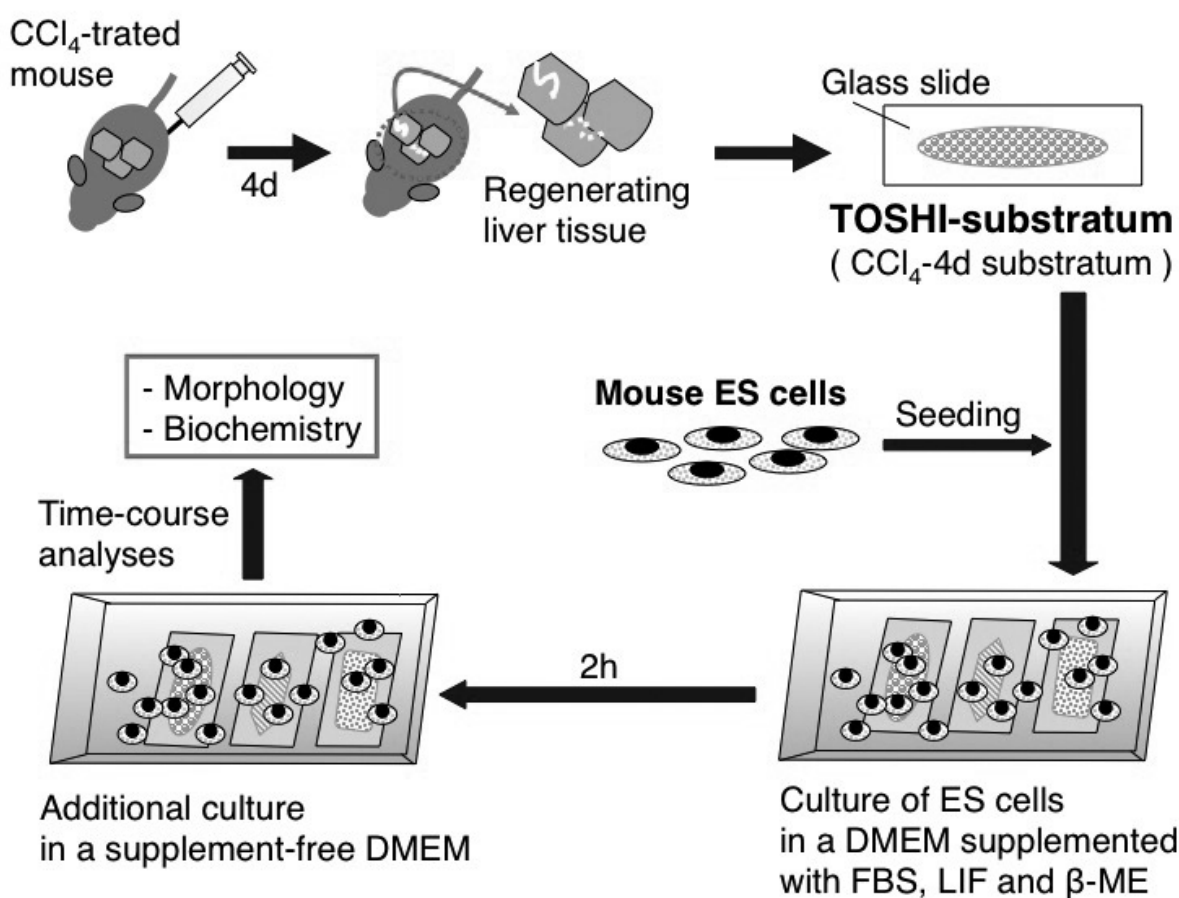 CCl₄-trated
mouse
4d
Regenerating
liver tissue
Glass slide
TOSHI-substratum
( CCl₄-4d substratum )
Mouse ES cells
Seeding
- Morphology
- Biochemistry
Time-course
analyses
2h
Additional culture
in a supplement-free DMEM
Culture of ES cells
in a DMEM supplemented
with FBS, LIF and β-ME